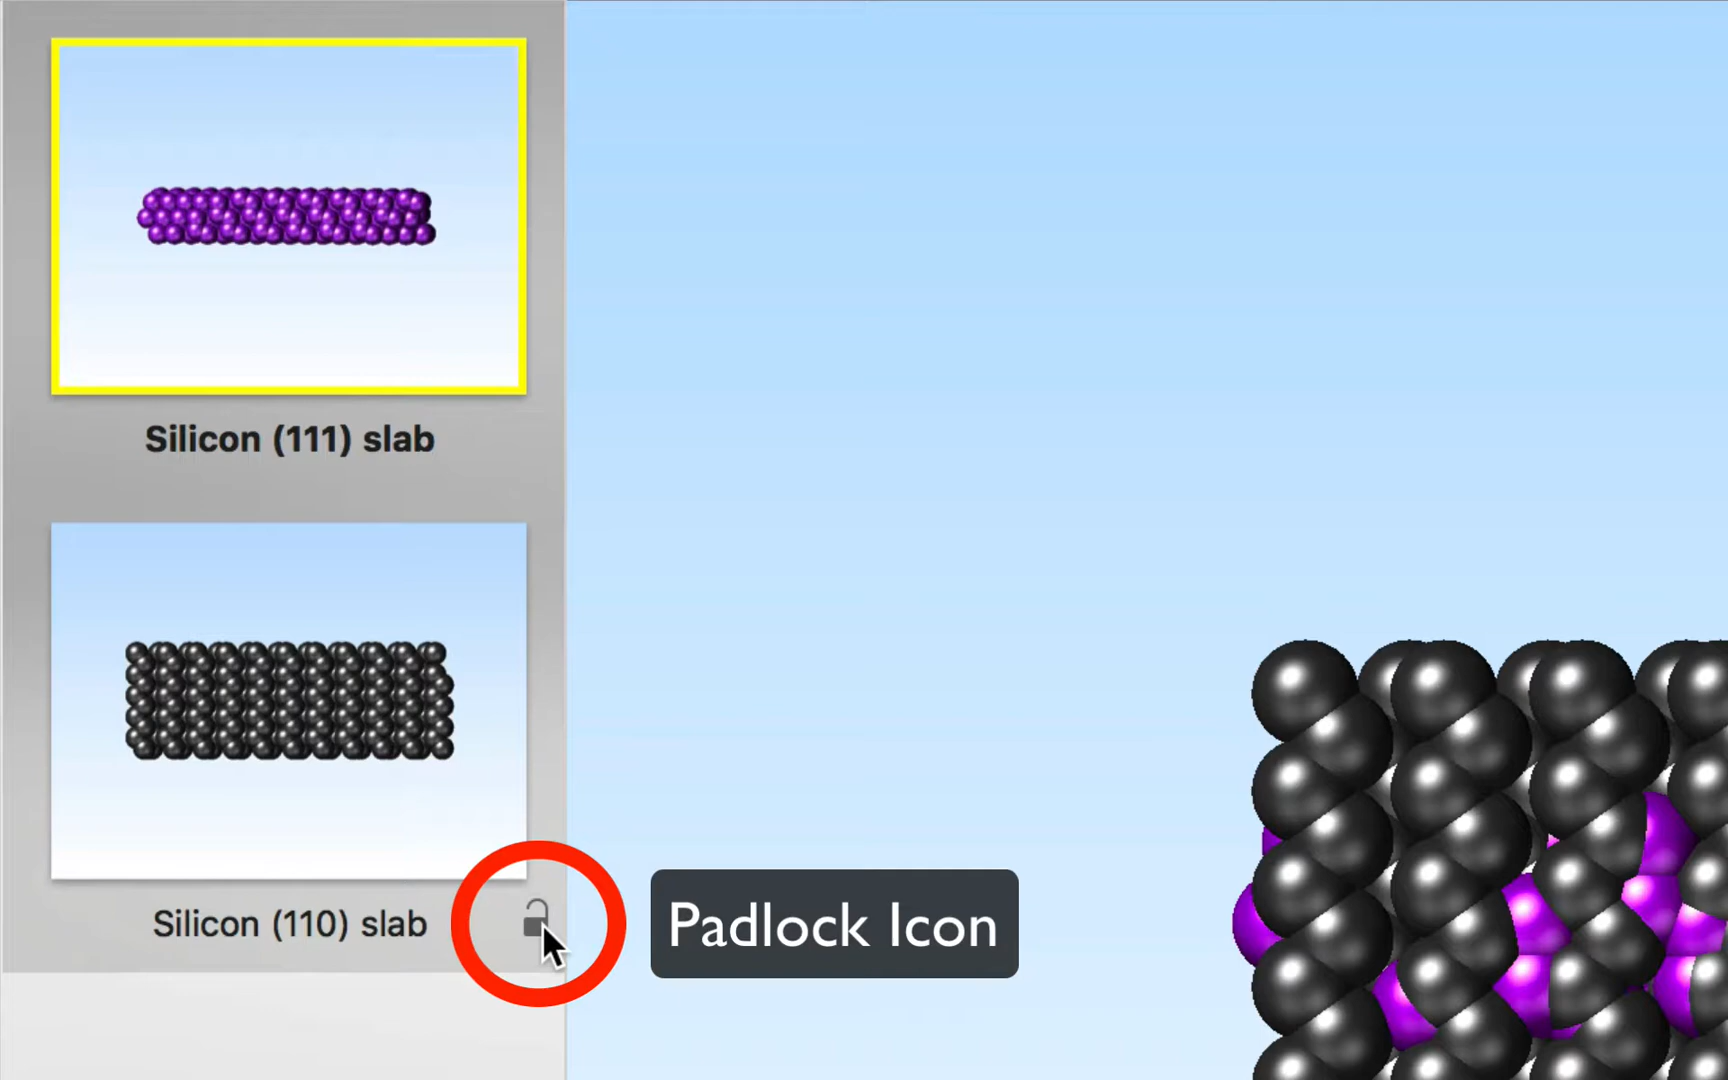 Silicon (111) slab
Silicon (110) slab
Padlock Icon